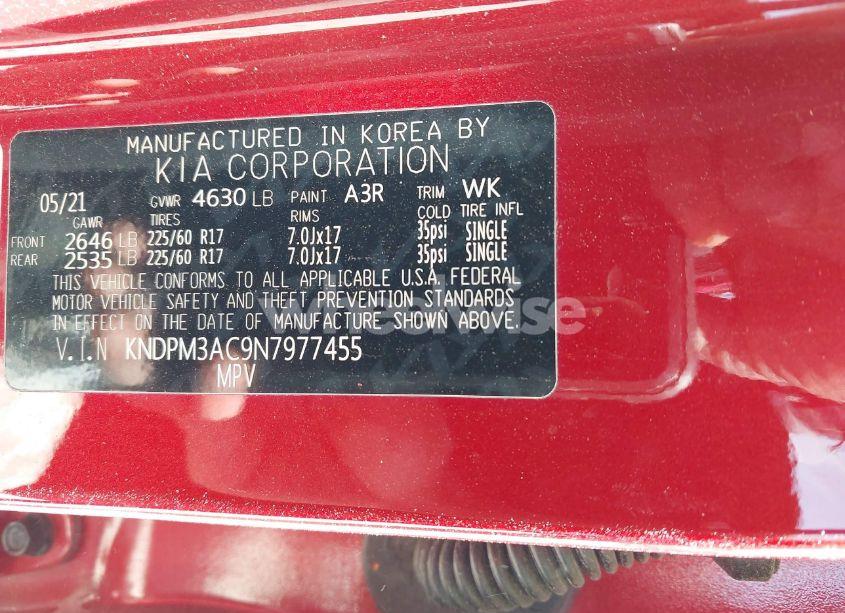 MANUFACTURED IN KOREA BY
KIA CORPORATION
05/21 GVWR 4630 LB PAINT A3R TRIM WK
GAWR TIRES RIMS COLD TIRE INFL
FRONT 2646 LB 225/60 R17 7.0Jx17 35psi SINGLE
REAR 2535 LB 225/60 R17 7.0Jx17 35psi SINGLE
THIS VEHICLE CONFORMS TO ALL APPLICABLE U.S.A. FEDERAL
MOTOR VEHICLE SAFETY AND THEFT PREVENTION STANDARDS
IN EFFECT ON THE DATE OF MANUFACTURE SHOWN ABOVE.
V.I.N KNDPM3AC9N7977455
MPV